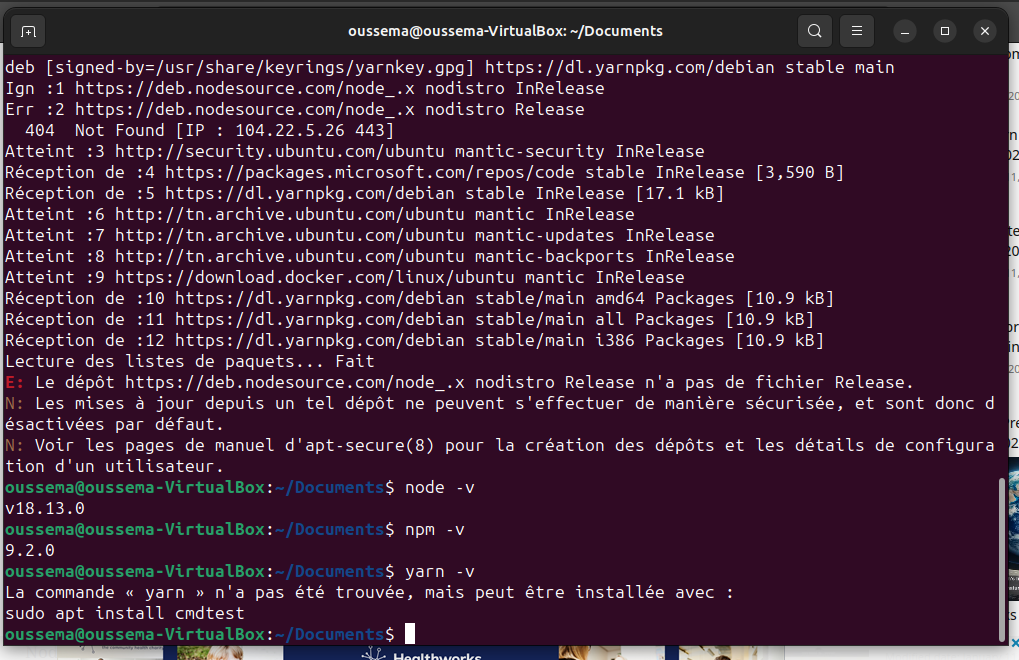 oussema@oussema-VirtualBox: ~/Documents
deb [signed-by=/usr/share/keyrings/yarnkey.gpg] https://dl.yarnpkg.com/debian stable main
Ign :1 https://deb.nodesource.com/node_.x nodistro InRelease
Err :2 https://deb.nodesource.com/node_.x nodistro Release
404  Not Found [IP : 104.22.5.26 443]
Atteint :3 http://security.ubuntu.com/ubuntu mantic-security InRelease
Réception de :4 https://packages.microsoft.com/repos/code stable InRelease [3,590 B]
Réception de :5 https://dl.yarnpkg.com/debian stable InRelease [17.1 kB]
Atteint :6 http://tn.archive.ubuntu.com/ubuntu mantic InRelease
Atteint :7 http://tn.archive.ubuntu.com/ubuntu mantic-updates InRelease
Atteint :8 http://tn.archive.ubuntu.com/ubuntu mantic-backports InRelease
Atteint :9 https://download.docker.com/linux/ubuntu mantic InRelease
Réception de :10 https://dl.yarnpkg.com/debian stable/main amd64 Packages [10.9 kB]
Réception de :11 https://dl.yarnpkg.com/debian stable/main all Packages [10.9 kB]
Réception de :12 https://dl.yarnpkg.com/debian stable/main i386 Packages [10.9 kB]
Lecture des listes de paquets... Fait
E: Le dépôt https://deb.nodesource.com/node_.x nodistro Release n'a pas de fichier Release.
N: Les mises à jour depuis un tel dépôt ne peuvent s'effectuer de manière sécurisée, et sont donc d
ésactivées par défaut.
N: Voir les pages de manuel d'apt-secure(8) pour la création des dépôts et les détails de configura
tion d'un utilisateur.
oussema@oussema-VirtualBox:~/Documents$ node -v
v18.13.0
oussema@oussema-VirtualBox:~/Documents$ npm -v
9.2.0
oussema@oussema-VirtualBox:~/Documents$ yarn -v
La commande « yarn » n'a pas été trouvée, mais peut être installée avec :
sudo apt install cmdtest
oussema@oussema-VirtualBox:~/Documents$
Healthworks